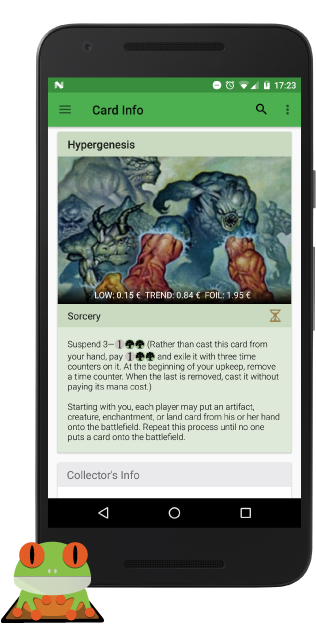 17:23
Card Info
Hypergenesis
LOW: 0.15 € TREND: 0.84 € FOIL: 1.95 €
Sorcery
Suspend 3—1 (Rather than cast this card from
your hand, pay 1 and exile it with three time
counters on it. At the beginning of your upkeep, remove
a time counter. When the last is removed, cast it without
paying its mana cost.)
Starting with you, each player may put an artifact,
creature, enchantment, or land card from his or her hand
onto the battlefield. Repeat this process until no one
puts a card onto the battlefield.
Collector's Info